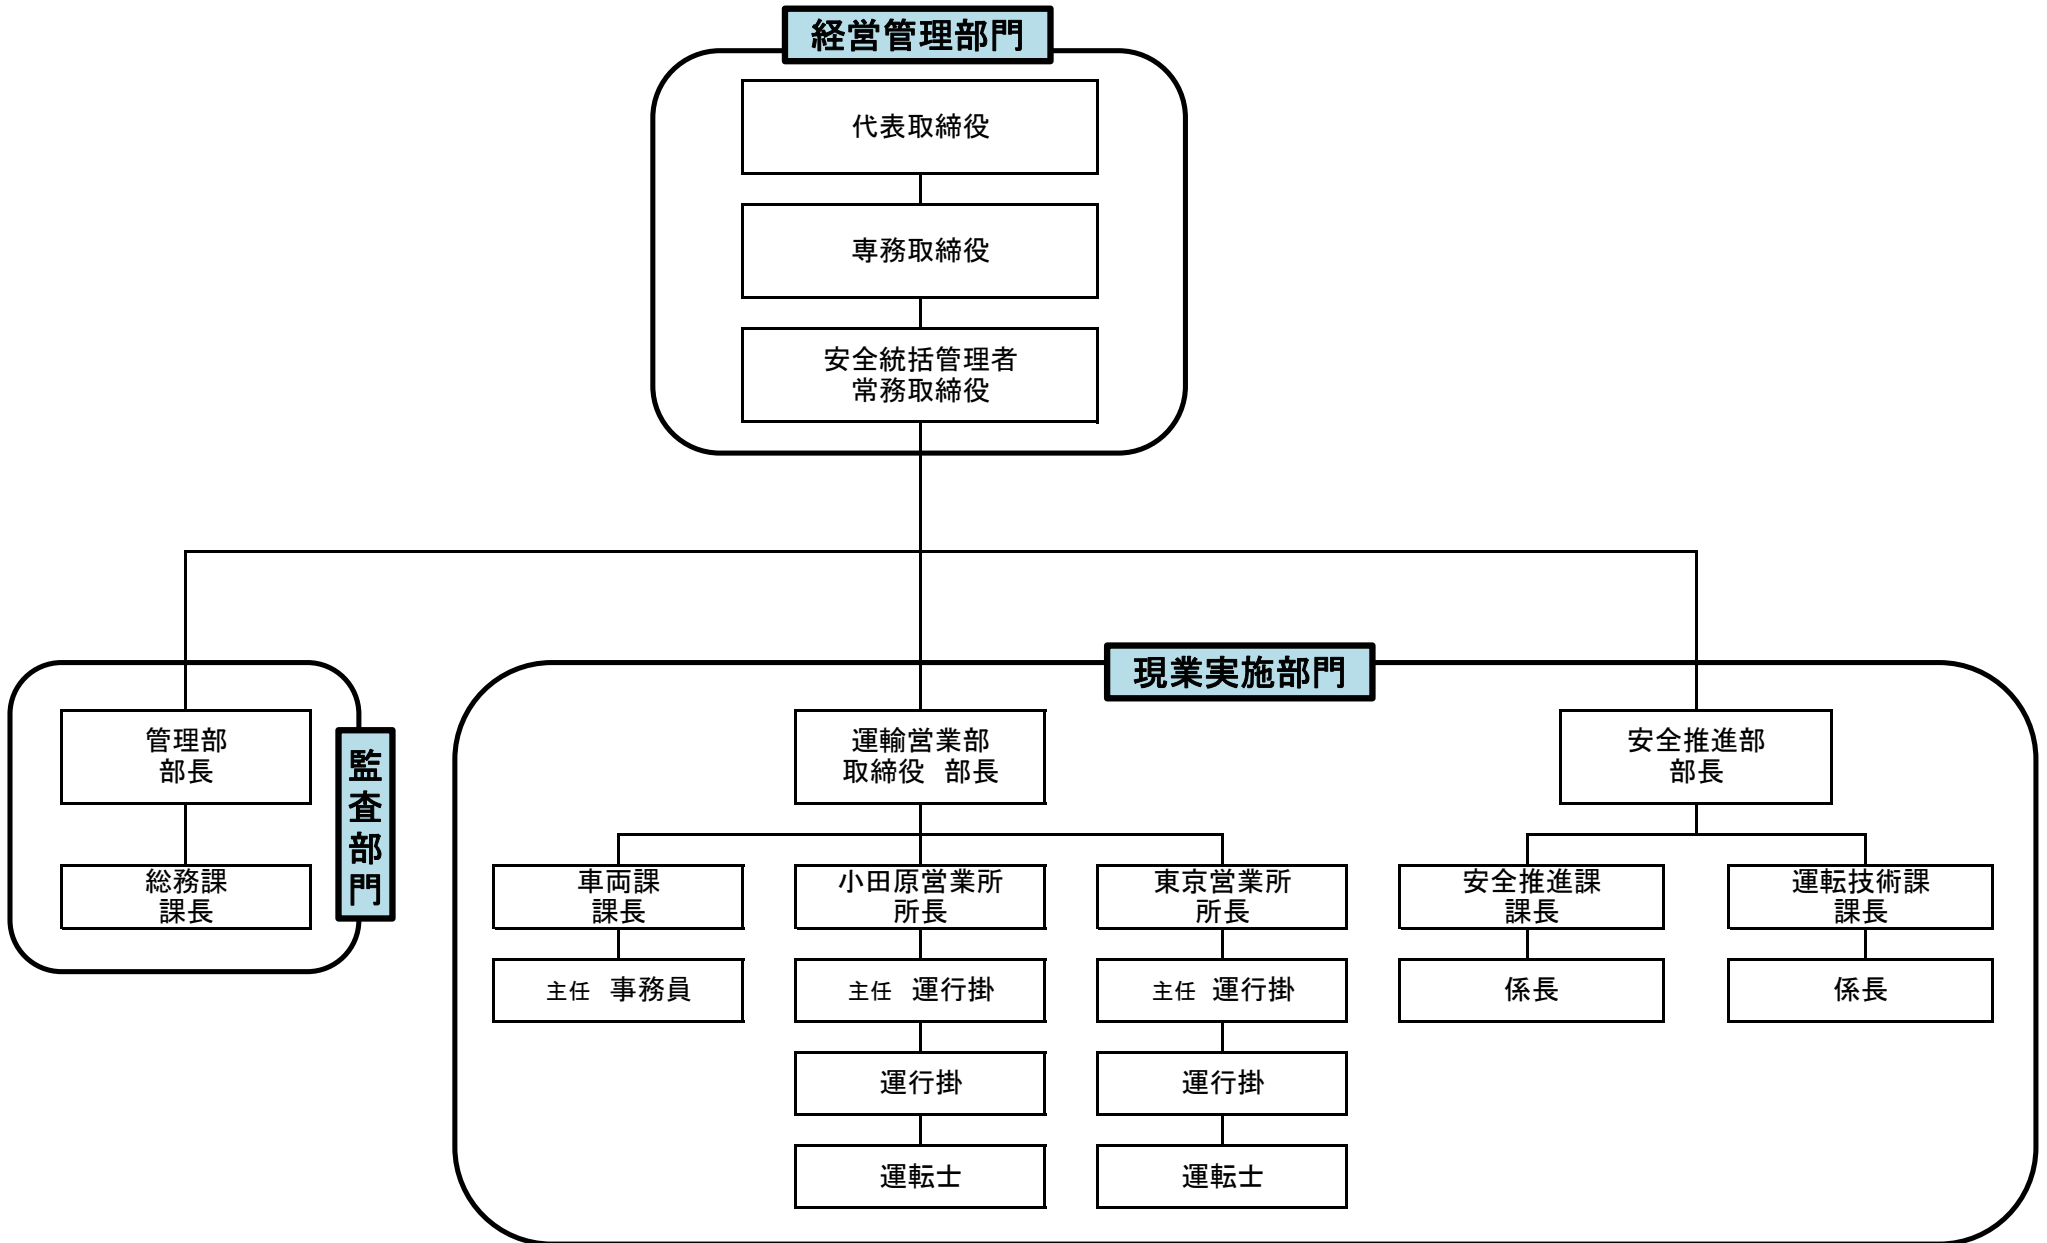 経営管理部門
代表取締役
専務取締役
安全統括管理者
常務取締役
現業実施部門
監査部門
管理部
部長
総務課
課長
運輸営業部
取締役　部長
安全推進部
部長
車両課
課長
小田原営業所
所長
東京営業所
所長
安全推進課
課長
運転技術課
課長
主任　事務員
主任　運行掛
主任　運行掛
係長
係長
運行掛
運行掛
運転士
運転士